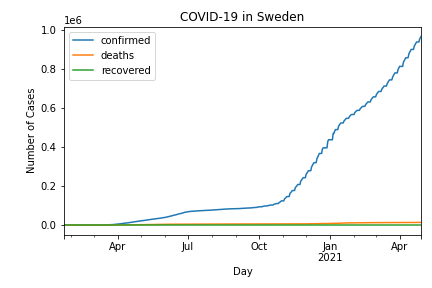 COVID-19 in Sweden
1e6
confirmed
deaths
recovered
1.0
0.8
0.6
0.4
0.2
0.0
Number of Cases
Apr
Jul
Oct
Jan
2021
Apr
Day